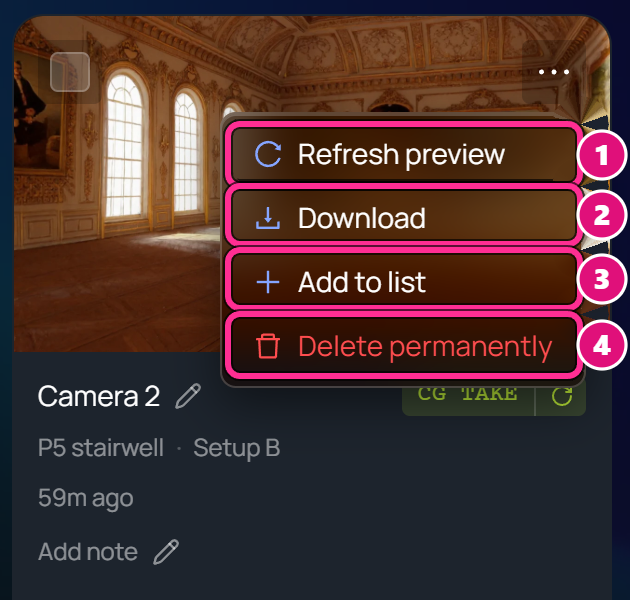 Refresh preview
1
Download
2
Add to list
3
Delete permanently
4
Camera 2
CG TAKE
P5 stairwell · Setup B
59m ago
Add note